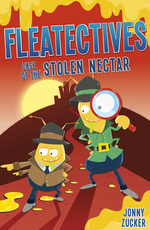 FLEATECTIVES
CASE OF THE STOLEN NECTAR
JONNY
ZUCKER